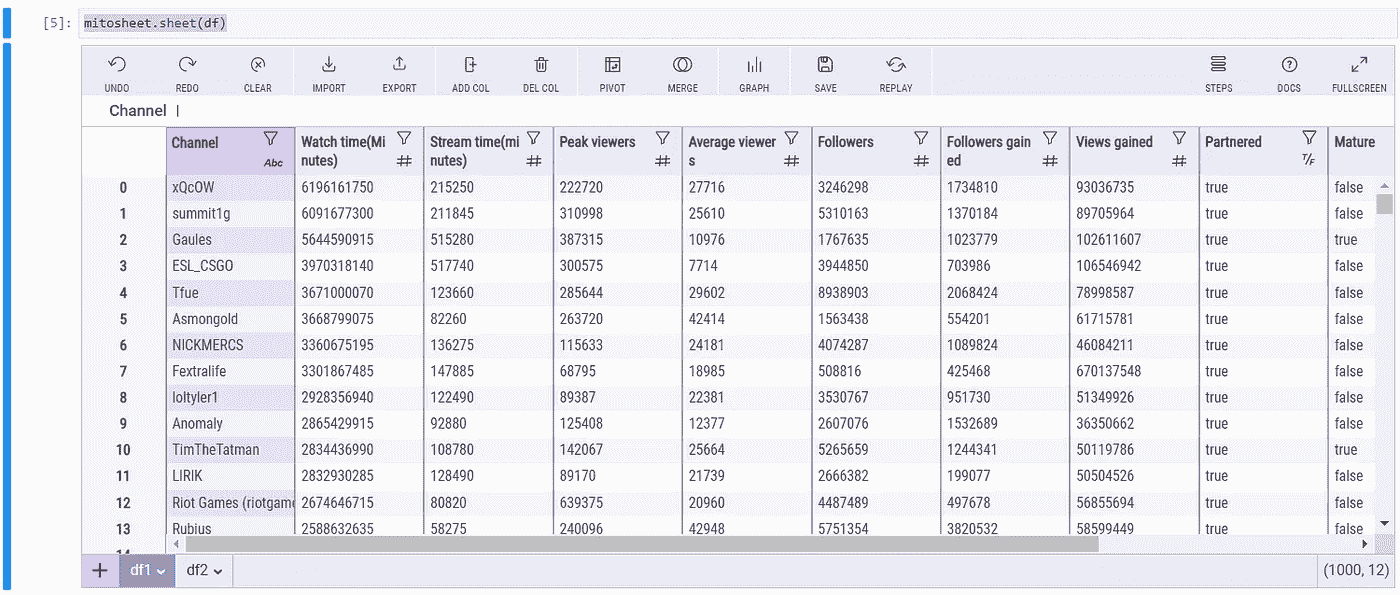 [5]: mitosheet.sheet(df)
UNDO REDO CLEAR IMPORT EXPORT ADD COL DEL COL PIVOT MERGE GRAPH SAVE REPLAY STEPS DOCS FULLSCREEN
Channel
Channel Watch time(Mi Stream time(mi Peak viewers Average viewer Followers Followers gain Views gained Partnered Mature
Abc nutes) nutes) s ed
0 xQcOW 6196161750 215250 222720 27716 3246298 1734810 93036735 true false
1 summit1g 6091677300 211845 310998 25610 5310163 1370184 89705964 true false
2 Gaules 5644590915 515280 387315 10976 1767635 1023779 102611607 true true
3 ESL_CSGO 3970318140 517740 300575 7714 3944850 703986 106546942 true false
4 Tfue 3671000070 123660 285644 29602 8938903 2068424 78998587 true false
5 Asmongold 3668799075 82260 263720 42414 1563438 554201 61715781 true false
6 NICKMERCS 3360675195 136275 115633 24181 4074287 1089824 46084211 true false
7 Fextralife 3301867485 147885 68795 18985 508816 425468 670137548 true false
8 loltyler1 2928356940 122490 89387 22381 3530767 951730 51349926 true false
9 Anomaly 2865429915 92880 125408 12377 2607076 1532689 36350662 true false
10 TimTheTatman 2834436990 108780 142067 25664 5265659 1244341 50119786 true true
11 LIRIK 2832930285 128490 89170 21739 2666382 199077 50504526 true false
12 Riot Games (riotgame 2674646715 80820 639375 20960 4487489 497678 56855694 true false
13 Rubius 2588632635 58275 240096 42948 5751354 3820532 58599449 true false
+ df1 df2 (1000, 12)